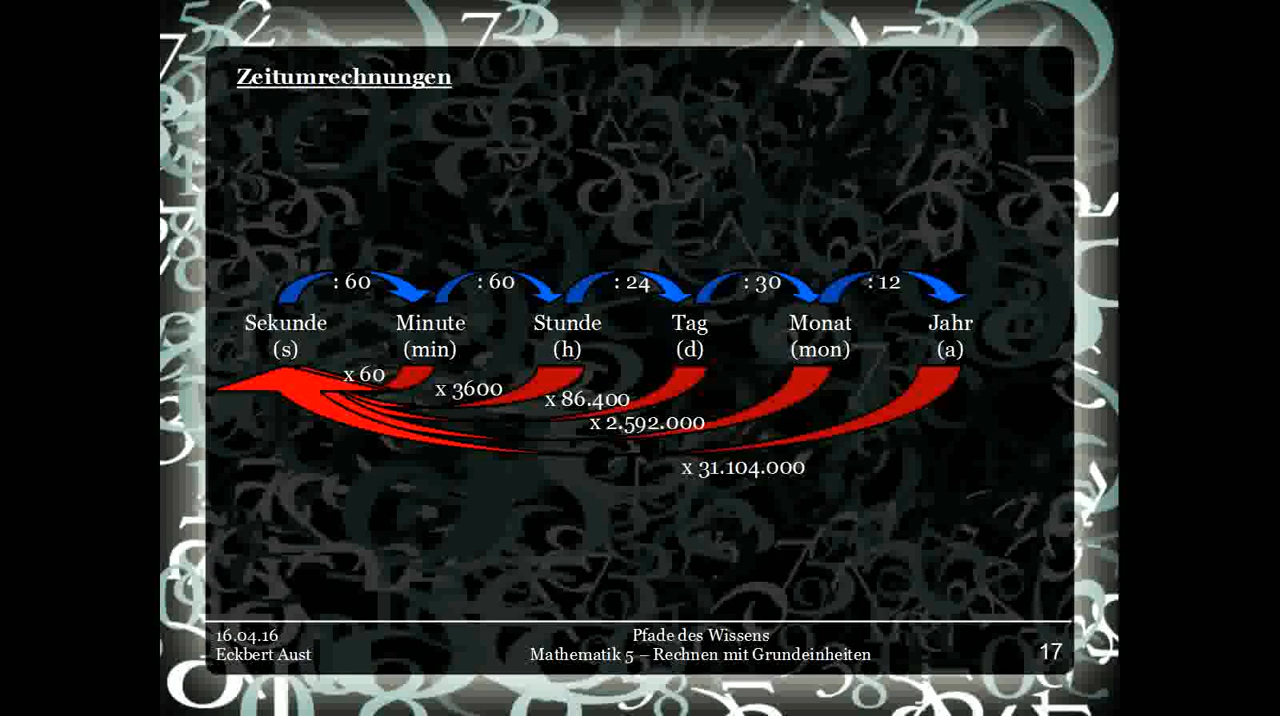 Zeitumrechnungen
: 60 : 60 : 24 : 30 : 12
Sekunde Minute Stunde Tag Monat Jahr
(s) (min) (h) (d) (mon) (a)
x 60
x 3600
x 86.400
x 2.592.000
x 31.104.000
16.04.16 Pfade des Wissens
Eckbert Aust Mathematik 5 – Rechnen mit Grundeinheiten 17